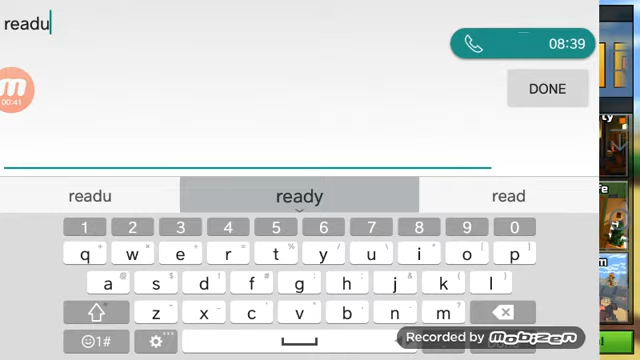 readu
08:39
00:41
DONE
readu ready read
1 2 3 4 5 6 7 8 9 0
q w e r t y u i o p
a s d f g h j k l
z x c v b n m
1#
Recorded by mobizen